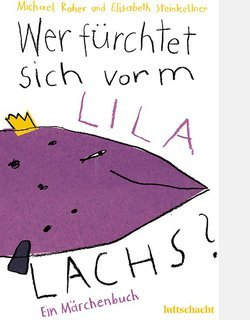 Michael Roher und Elisabeth Steinkellner
Wer fürchtet
sich vorm
LILA
LACHS?
Ein Märchenbuch
luftschacht